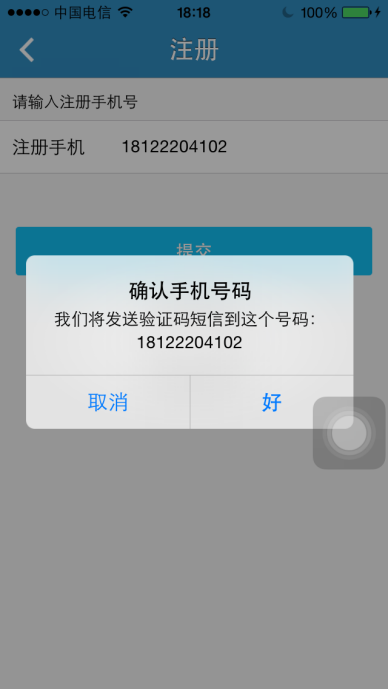 中国电信 18:18 100%
注册
请输入注册手机号
注册手机 18122204102
提交
确认手机号码
我们将发送验证码短信到这个号码：
18122204102
取消 好